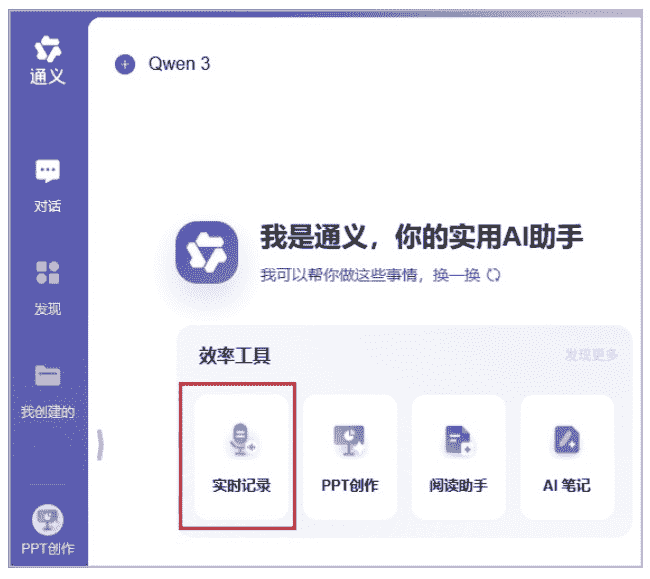 通义
对话
发现
我创建的
PPT创作
Qwen 3
我是通义，你的实用AI助手
我可以帮你做这些事情，换一换
效率工具
发现更多
实时记录
PPT创作
阅读助手
AI 笔记